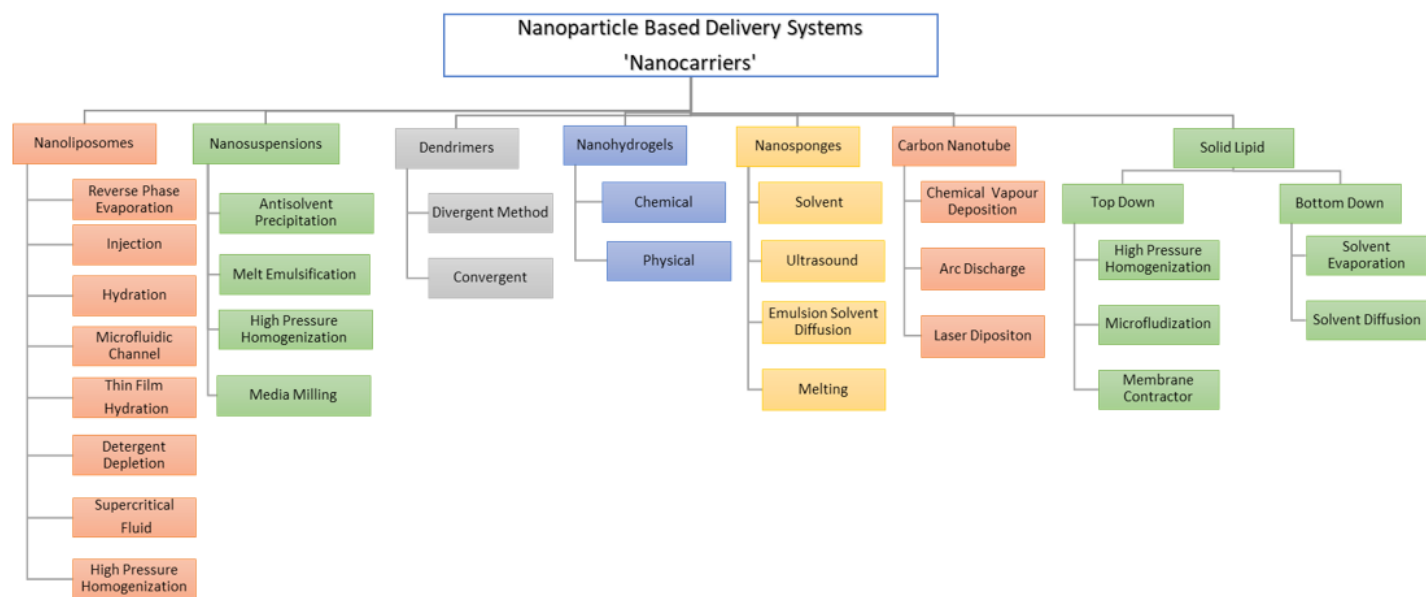 Nanoparticle Based Delivery Systems
'Nanocarriers'
Nanoliposomes
Reverse Phase
Evaporation
Injection
Hydration
Microfluidic
Channel
Thin Film
Hydration
Detergent
Depletion
Supercritical
Fluid
High Pressure
Homogenization
Nanosuspensions
Antisolvent
Precipitation
Melt Emulsification
High Pressure
Homogenization
Media Milling
Dendrimers
Divergent Method
Convergent
Nanohydrogels
Chemical
Physical
Nanosponges
Solvent
Ultrasound
Emulsion Solvent
Diffusion
Melting
Carbon Nanotube
Chemical Vapour
Deposition
Arc Discharge
Laser Dipositon
Solid Lipid
Top Down
High Pressure
Homogenization
Microfludization
Membrane
Contractor
Bottom Down
Solvent
Evaporation
Solvent Diffusion